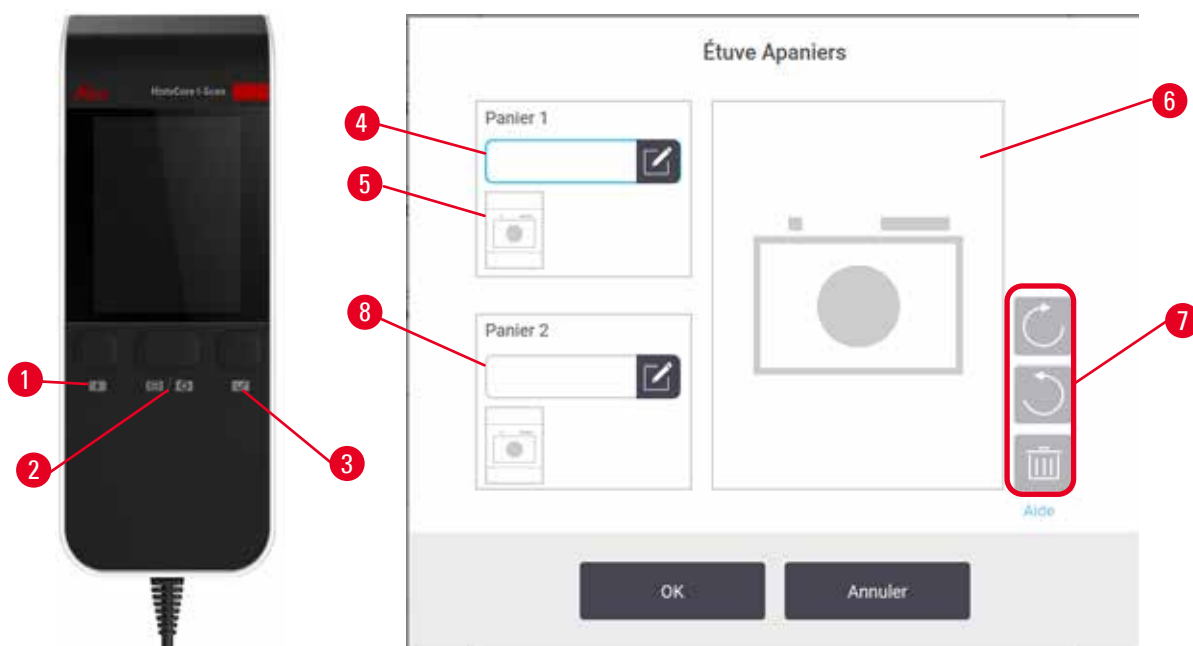 Leica
HistoCore I-Scan
1
2
3
Étuve Apaniers
Panier 1
4
5
6
Panier 2
8
7
Aide
OK
Annuler